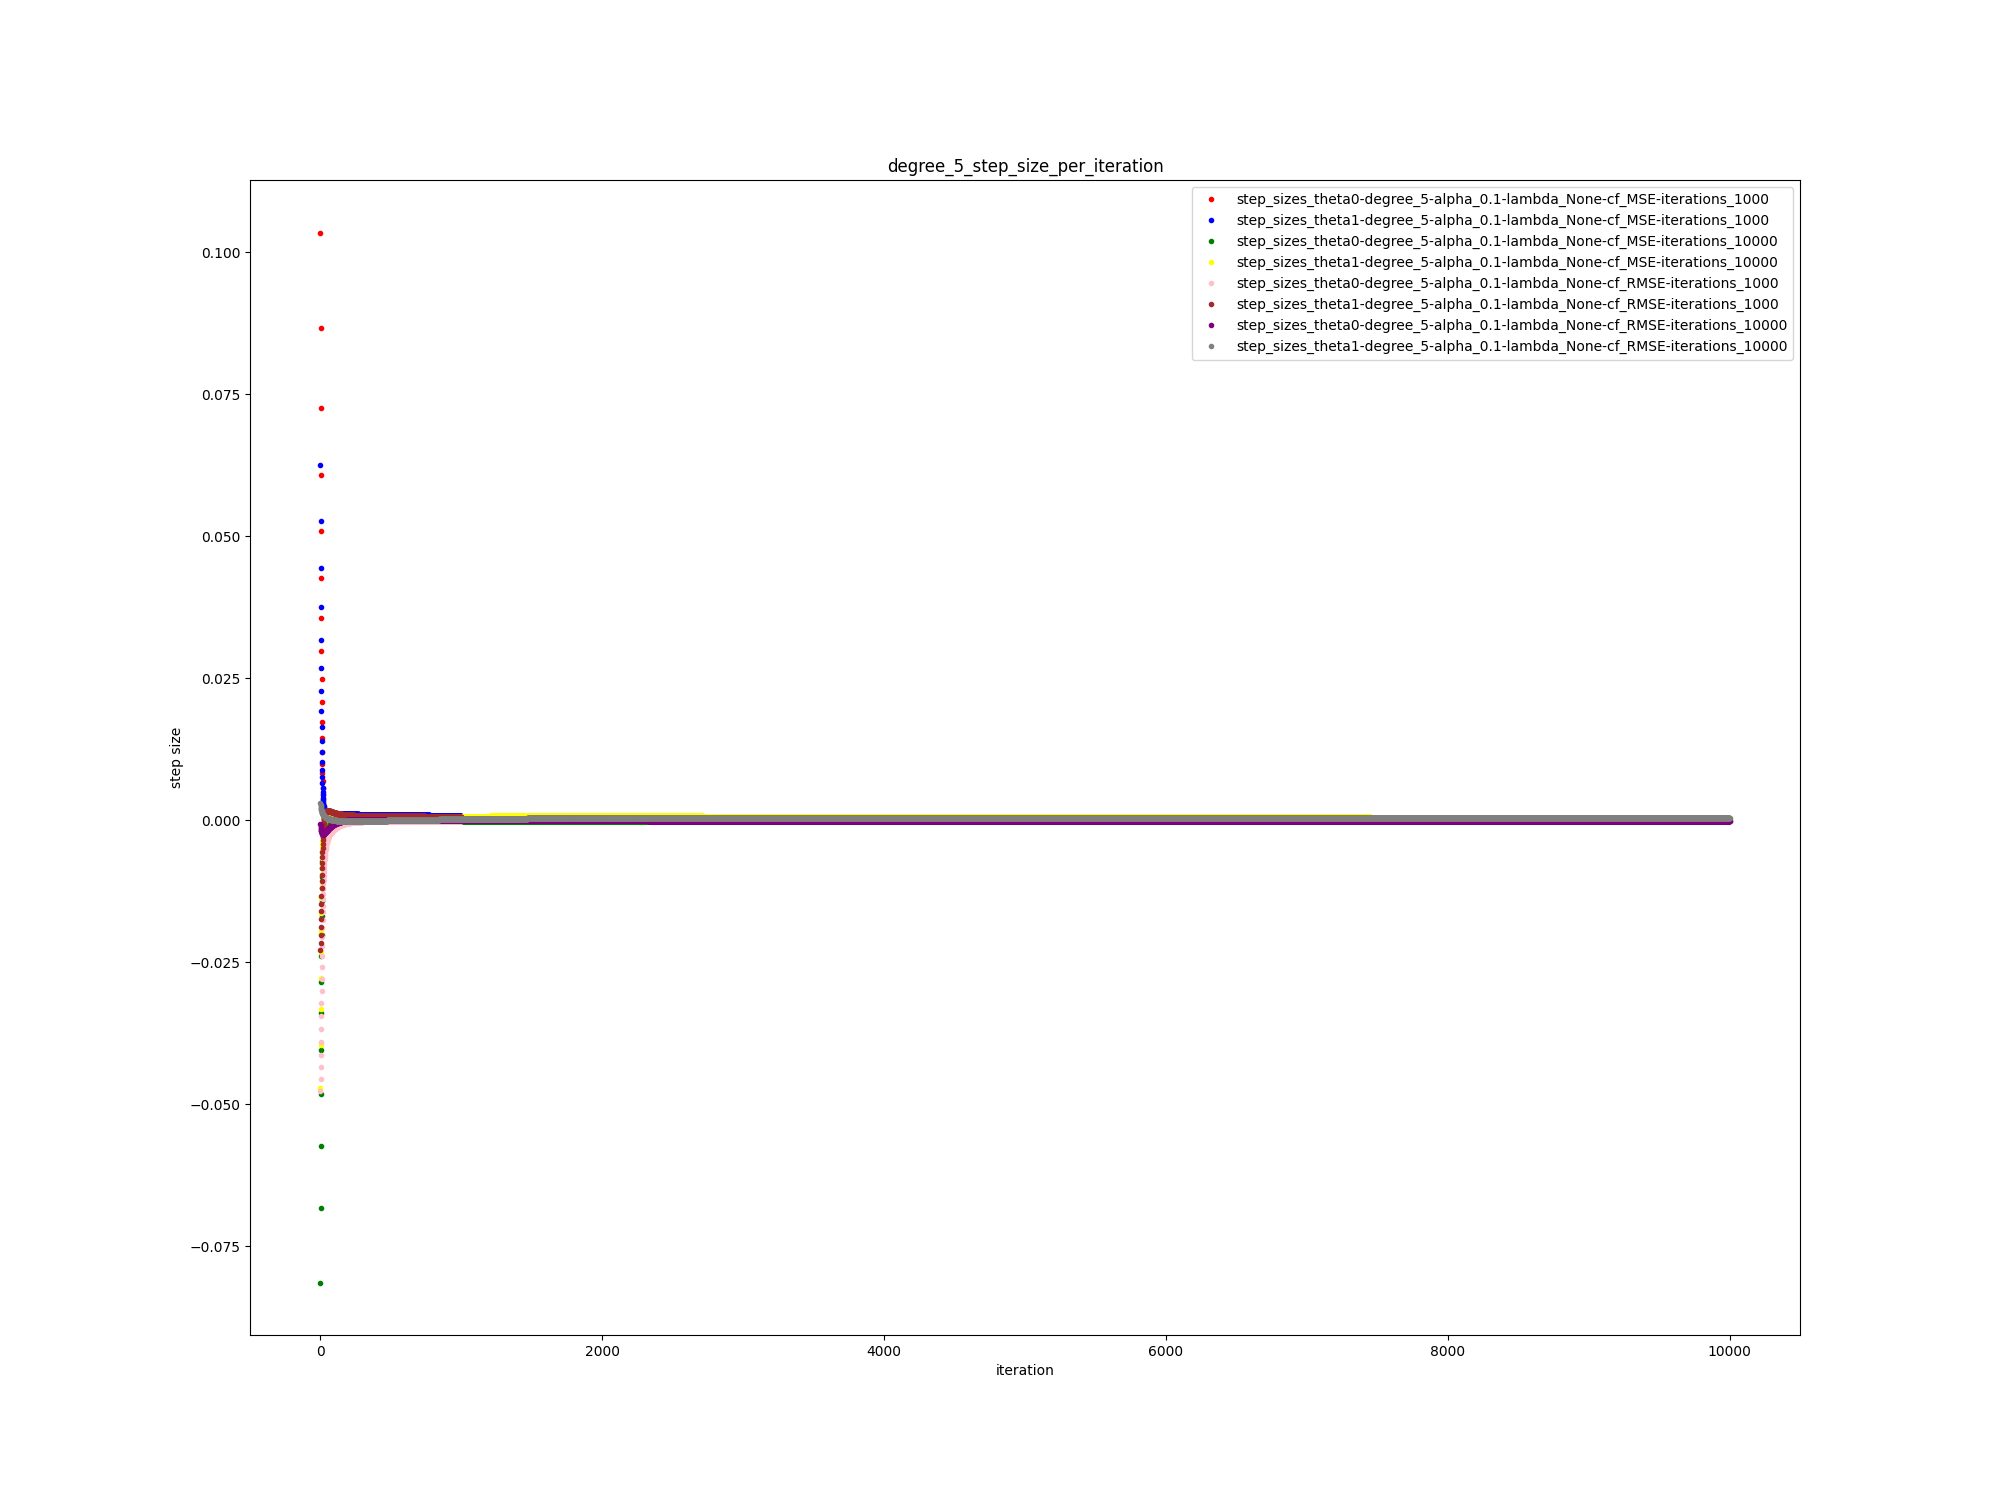 degree_5_step_size_per_iteration
step_sizes_theta0-degree_5-alpha_0.1-lambda_None-cf_MSE-iterations_1000
step_sizes_theta1-degree_5-alpha_0.1-lambda_None-cf_MSE-iterations_1000
step_sizes_theta0-degree_5-alpha_0.1-lambda_None-cf_MSE-iterations_10000
step_sizes_theta1-degree_5-alpha_0.1-lambda_None-cf_MSE-iterations_10000
step_sizes_theta0-degree_5-alpha_0.1-lambda_None-cf_RMSE-iterations_1000
step_sizes_theta1-degree_5-alpha_0.1-lambda_None-cf_RMSE-iterations_1000
step_sizes_theta0-degree_5-alpha_0.1-lambda_None-cf_RMSE-iterations_10000
step_sizes_theta1-degree_5-alpha_0.1-lambda_None-cf_RMSE-iterations_10000
0.100
0.075
0.050
0.025
0.000
−0.025
−0.050
−0.075
step size
0 2000 4000 6000 8000 10000
iteration